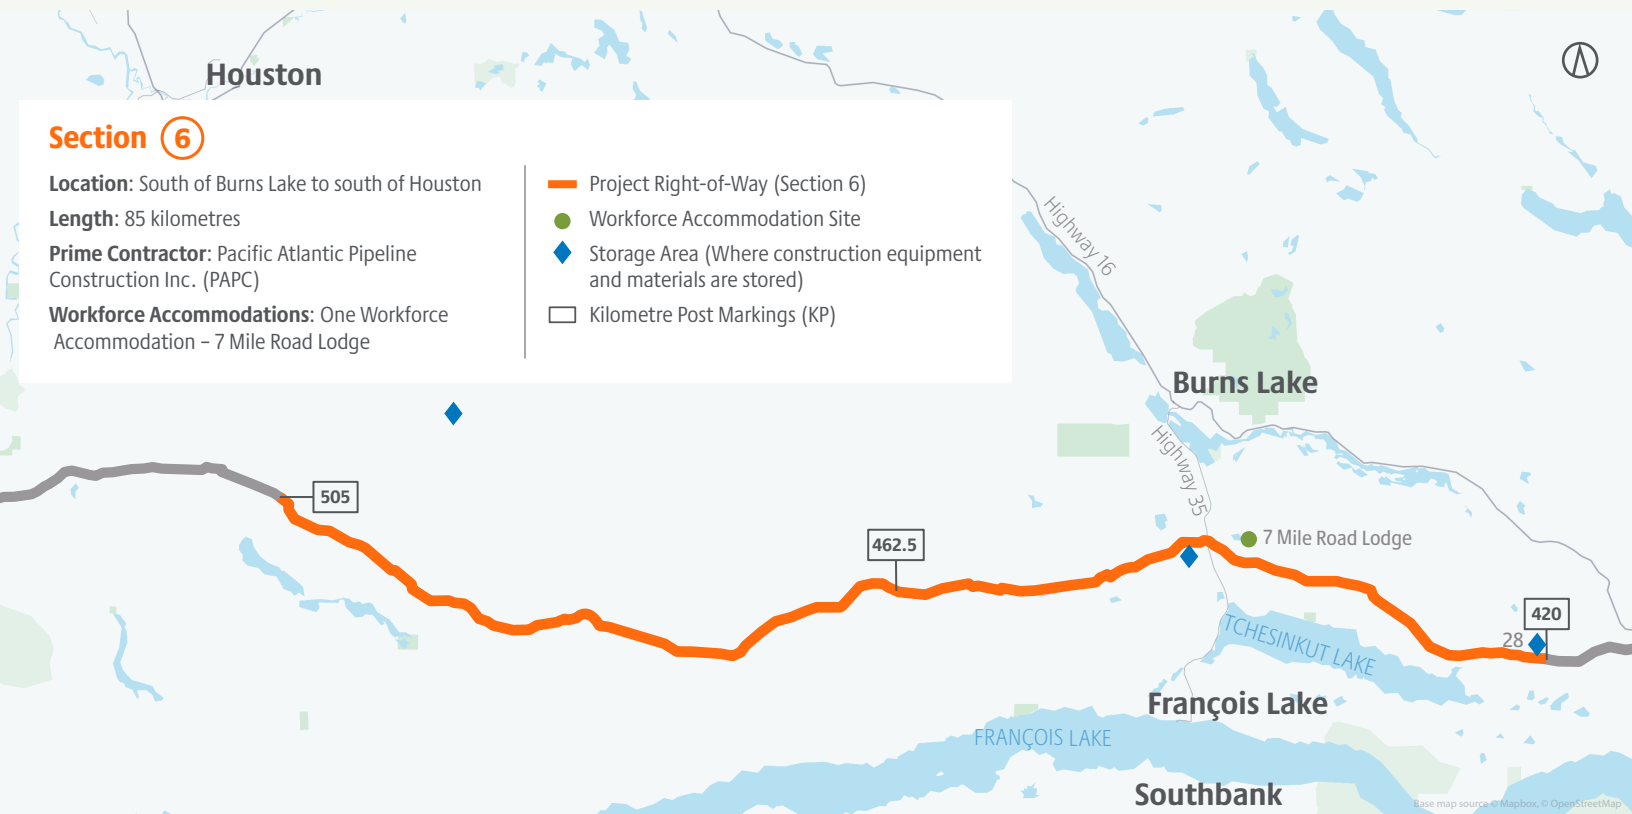 Houston
Section 6
Location: South of Burns Lake to south of Houston
Length: 85 kilometres
Prime Contractor: Pacific Atlantic Pipeline
Construction Inc. (PAPC)
Workforce Accommodations: One Workforce
Accommodation – 7 Mile Road Lodge
Project Right-of-Way (Section 6)
Workforce Accommodation Site
Storage Area (Where construction equipment
and materials are stored)
Kilometre Post Markings (KP)
Highway 16
Burns Lake
Highway 35
505
462.5
7 Mile Road Lodge
420
28
TCHESINKUT LAKE
François Lake
FRANÇOIS LAKE
Southbank
Base map source © Mapbox, © OpenStreetMap